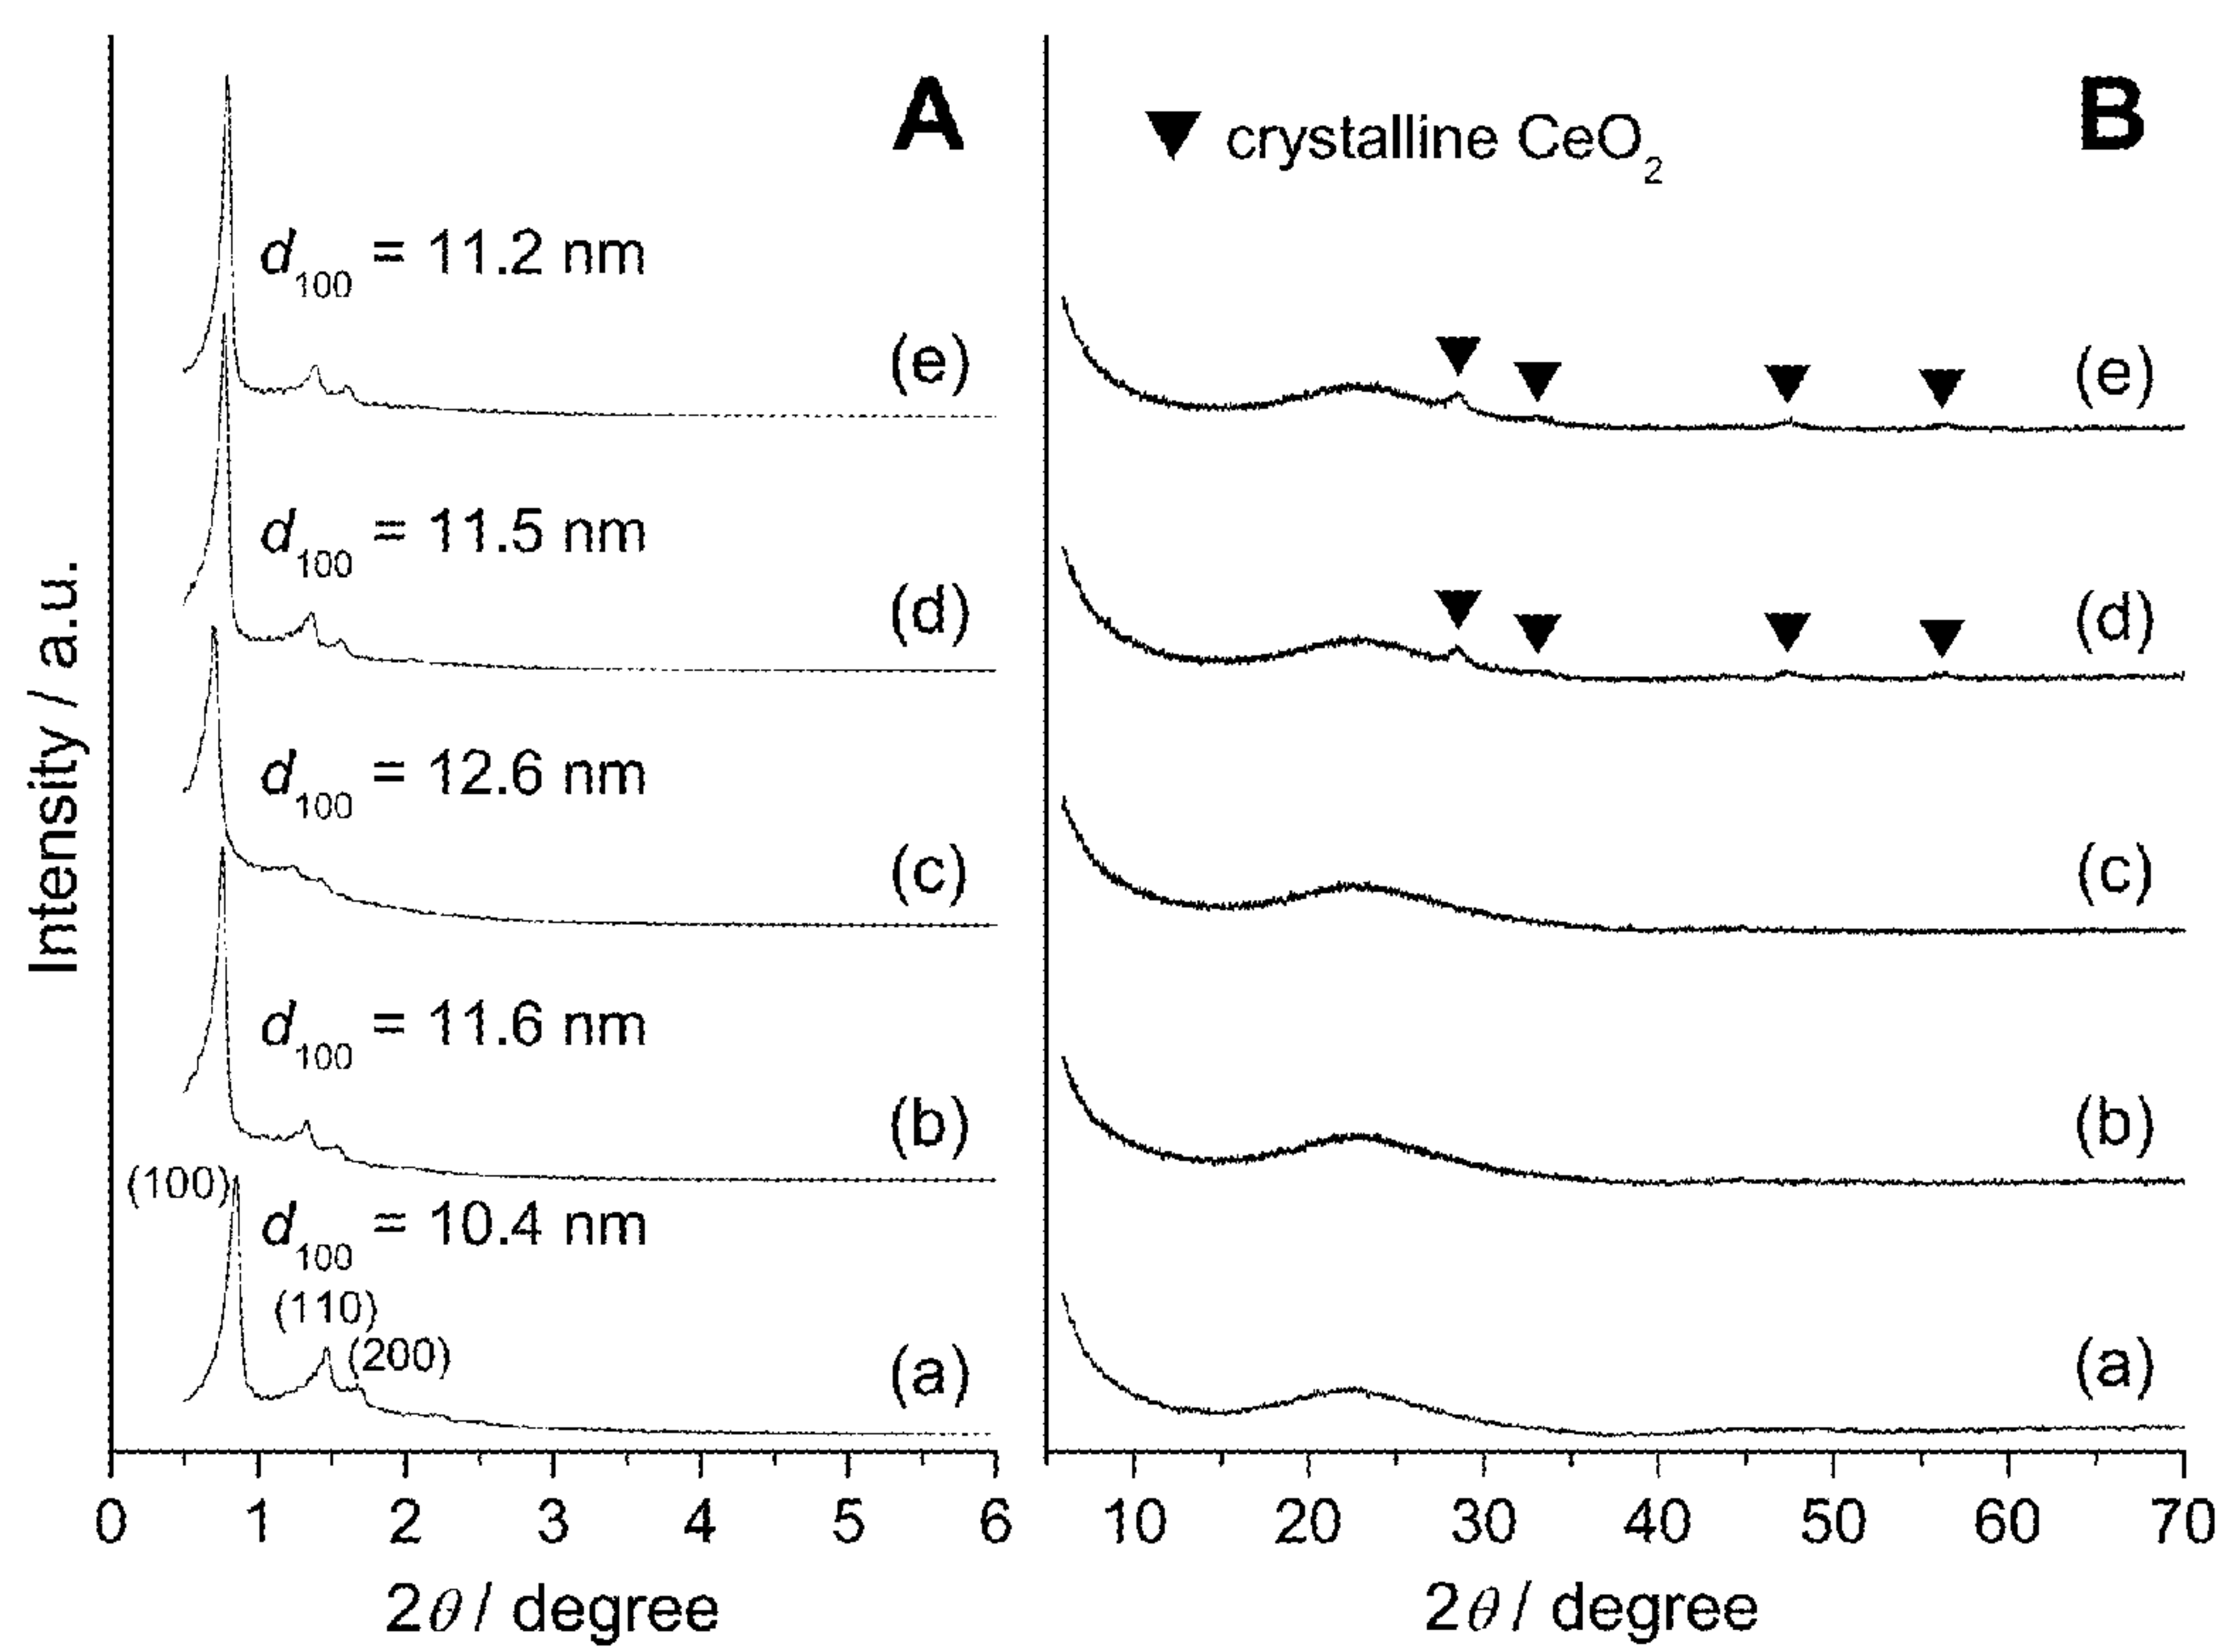 A
B
▼ crystalline CeO₂
d₁₀₀ = 11.2 nm
(e)
(e)
d₁₀₀ = 11.5 nm
(d)
(d)
d₁₀₀ = 12.6 nm
(c)
(c)
d₁₀₀ = 11.6 nm
(b)
(b)
(100)
d₁₀₀ = 10.4 nm
(110)
(200)
(a)
(a)
Intensity / a.u.
0 1 2 3 4 5 6
10 20 30 40 50 60 70
2θ / degree
2θ / degree